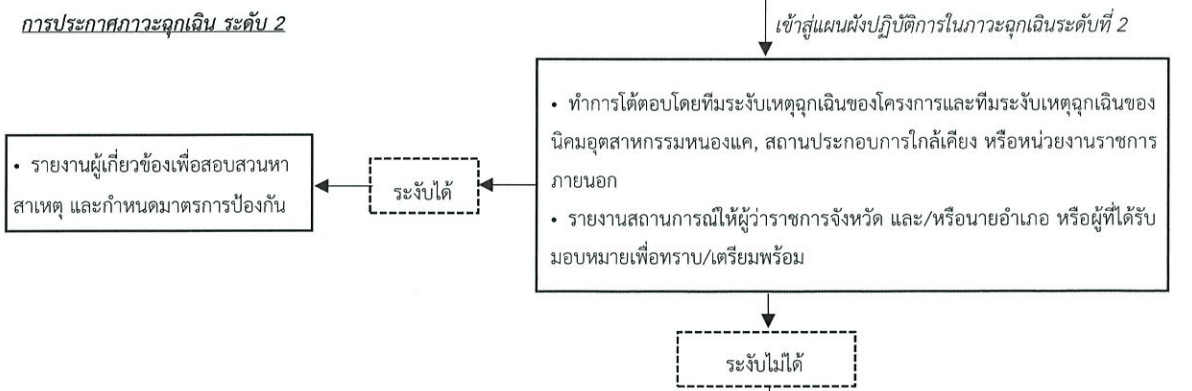 การประกาศภาวะฉุกเฉิน ระดับ 2
เข้าสู่แผนผังปฏิบัติการในภาวะฉุกเฉินระดับที่ 2
• ทำการโต้ตอบโดยทีมระงับเหตุฉุกเฉินของโครงการและทีมระงับเหตุฉุกเฉินของ
นิคมอุตสาหกรรมหนองแค, สถานประกอบการใกล้เคียง หรือหน่วยงานราชการ
ภายนอก
• รายงานสถานการณ์ให้ผู้ว่าราชการจังหวัด และ/หรือนายอำเภอ หรือผู้ที่ได้รับ
มอบหมายเพื่อทราบ/เตรียมพร้อม
ระงับได้
• รายงานผู้เกี่ยวข้องเพื่อสอบสวนหา
สาเหตุ และกำหนดมาตรการป้องกัน
ระงับไม่ได้